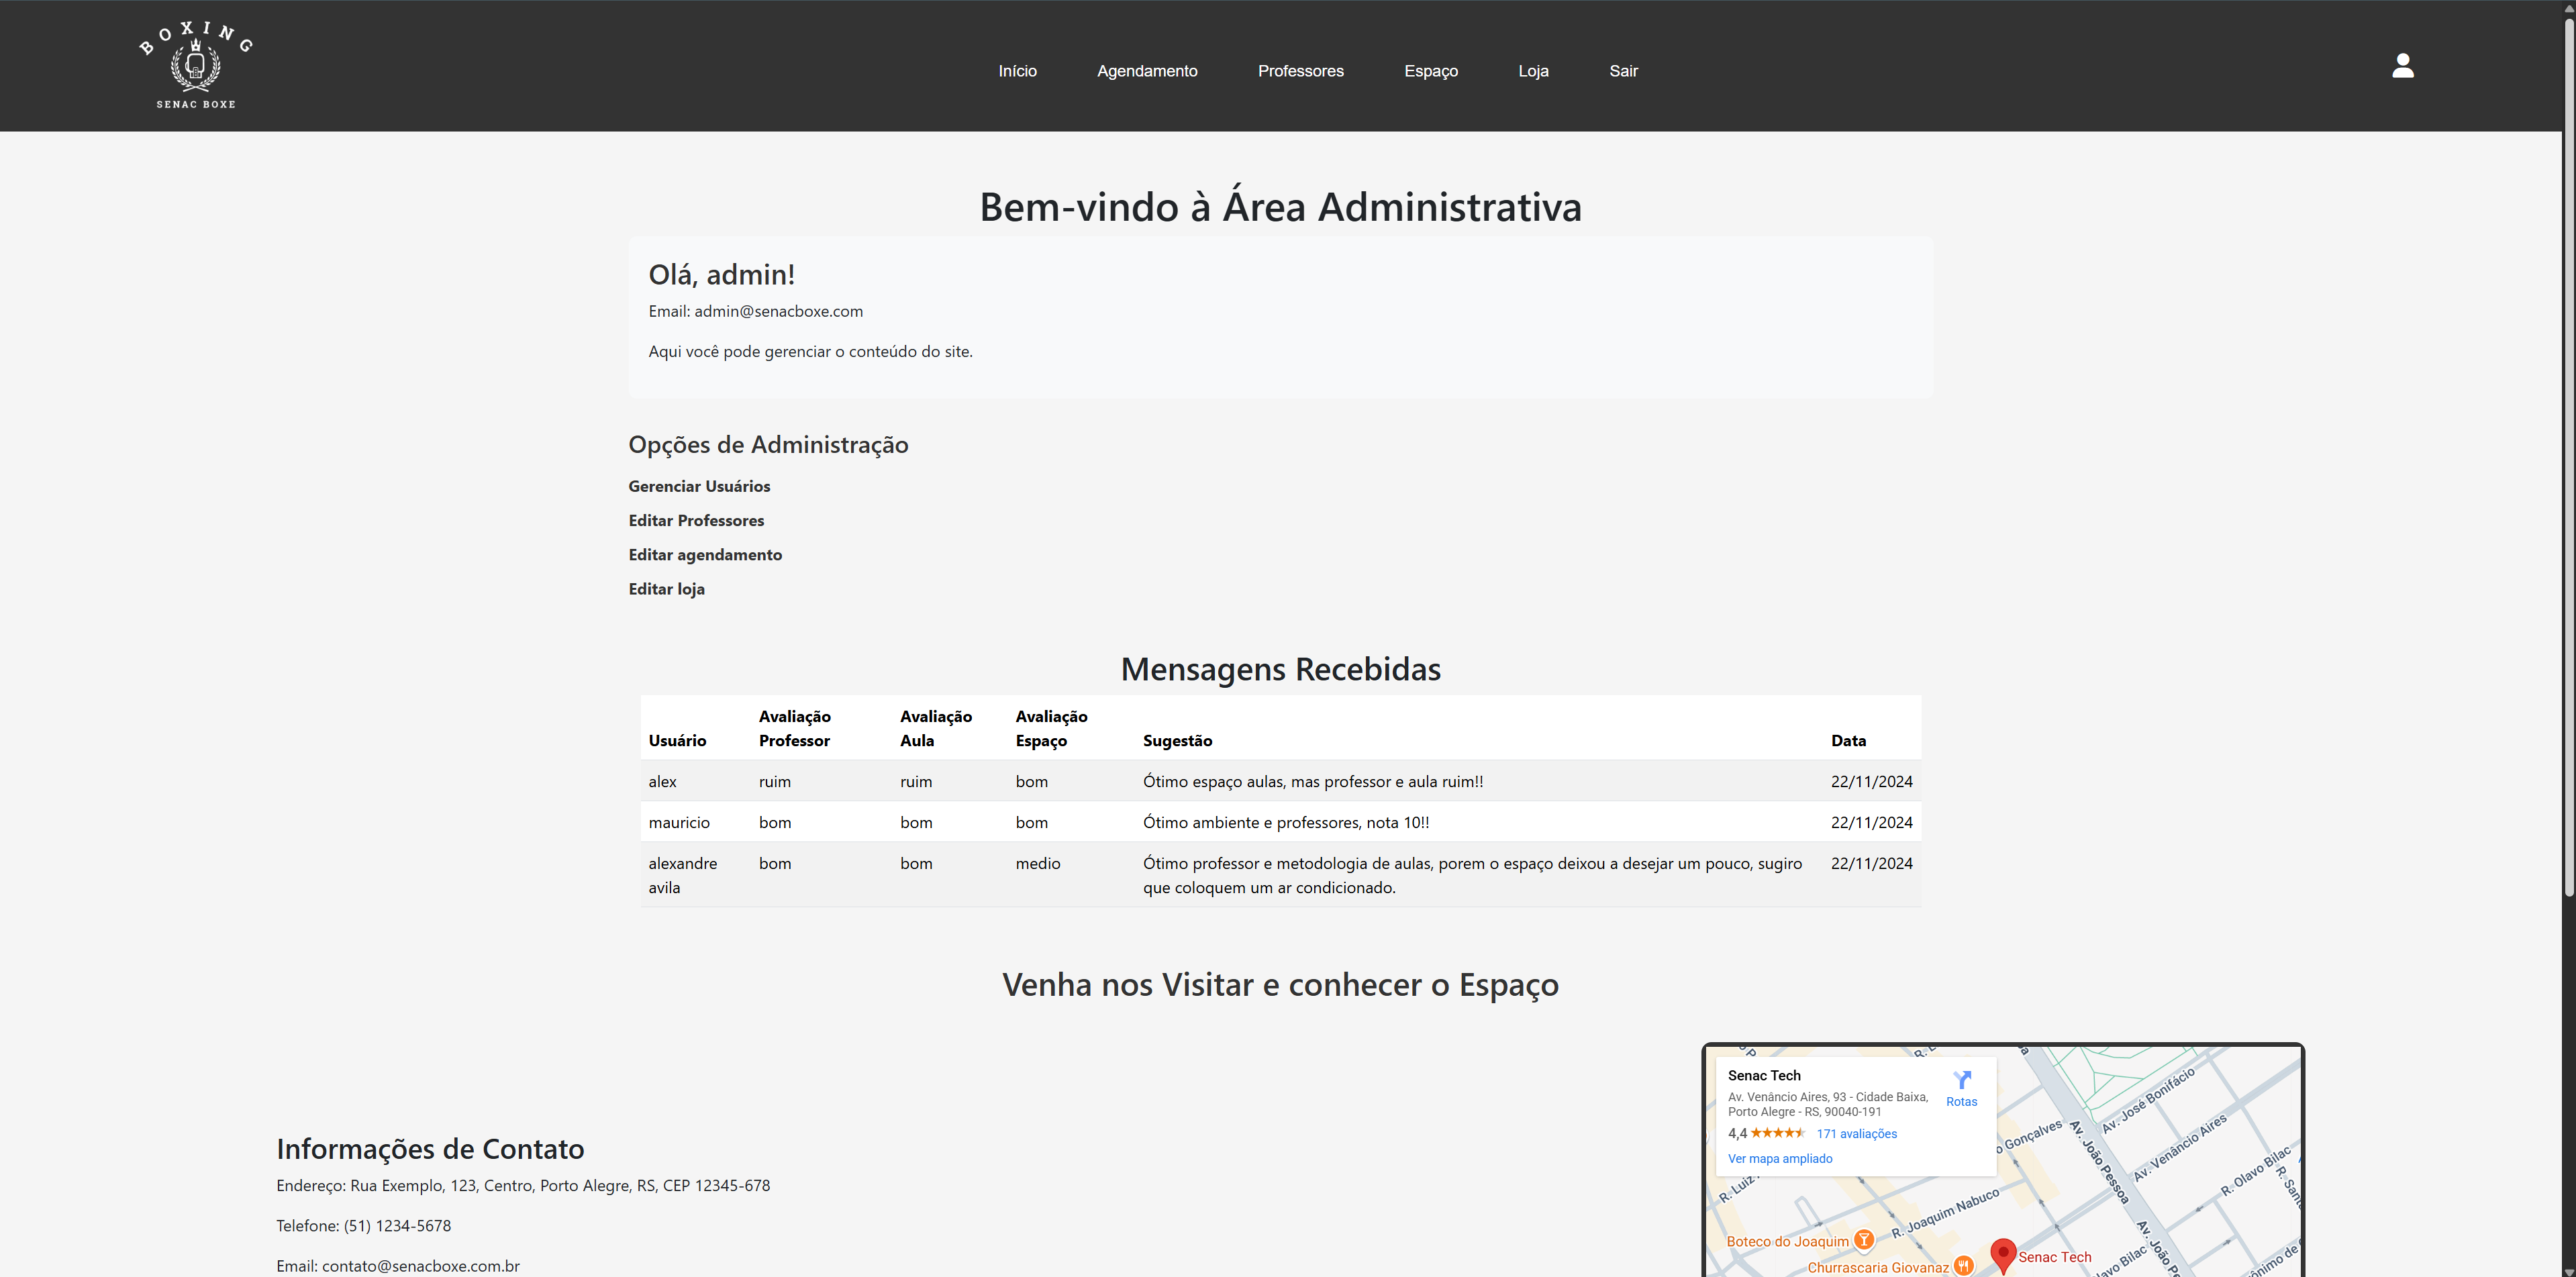 BOXING
SENAC BOXE
Início Agendamento Professores Espaço Loja Sair
Bem-vindo à Área Administrativa
Olá, admin!
Email: admin@senacboxe.com
Aqui você pode gerenciar o conteúdo do site.
Opções de Administração
Gerenciar Usuários
Editar Professores
Editar agendamento
Editar loja
Mensagens Recebidas
Usuário Avaliação Professor Avaliação Aula Avaliação Espaço Sugestão Data
alex ruim ruim bom Ótimo espaço aulas, mas professor e aula ruim!! 22/11/2024
mauricio bom bom bom Ótimo ambiente e professores, nota 10!! 22/11/2024
alexandre bom bom medio Ótimo professor e metodologia de aulas, porem o espaço deixou a desejar um pouco, sugiro 22/11/2024
avila que coloquem um ar condicionado.
Venha nos Visitar e conhecer o Espaço
Informações de Contato
Endereço: Rua Exemplo, 123, Centro, Porto Alegre, RS, CEP 12345-678
Telefone: (51) 1234-5678
Email: contato@senacboxe.com.br
Senac Tech
Av. Venâncio Aires, 93 - Cidade Baixa,
Porto Alegre - RS, 90040-191
Rotas
4,4 171 avaliações
Ver mapa ampliado
Av. José Bonifácio
Gonçalves
Av. João Pessoa
Av. Venâncio Aires
R. Olavo Bilac
R. Luiz
R. Joaquim Nabuco
Boteco do Joaquim
Churrascaria Giovanaz
Senac Tech